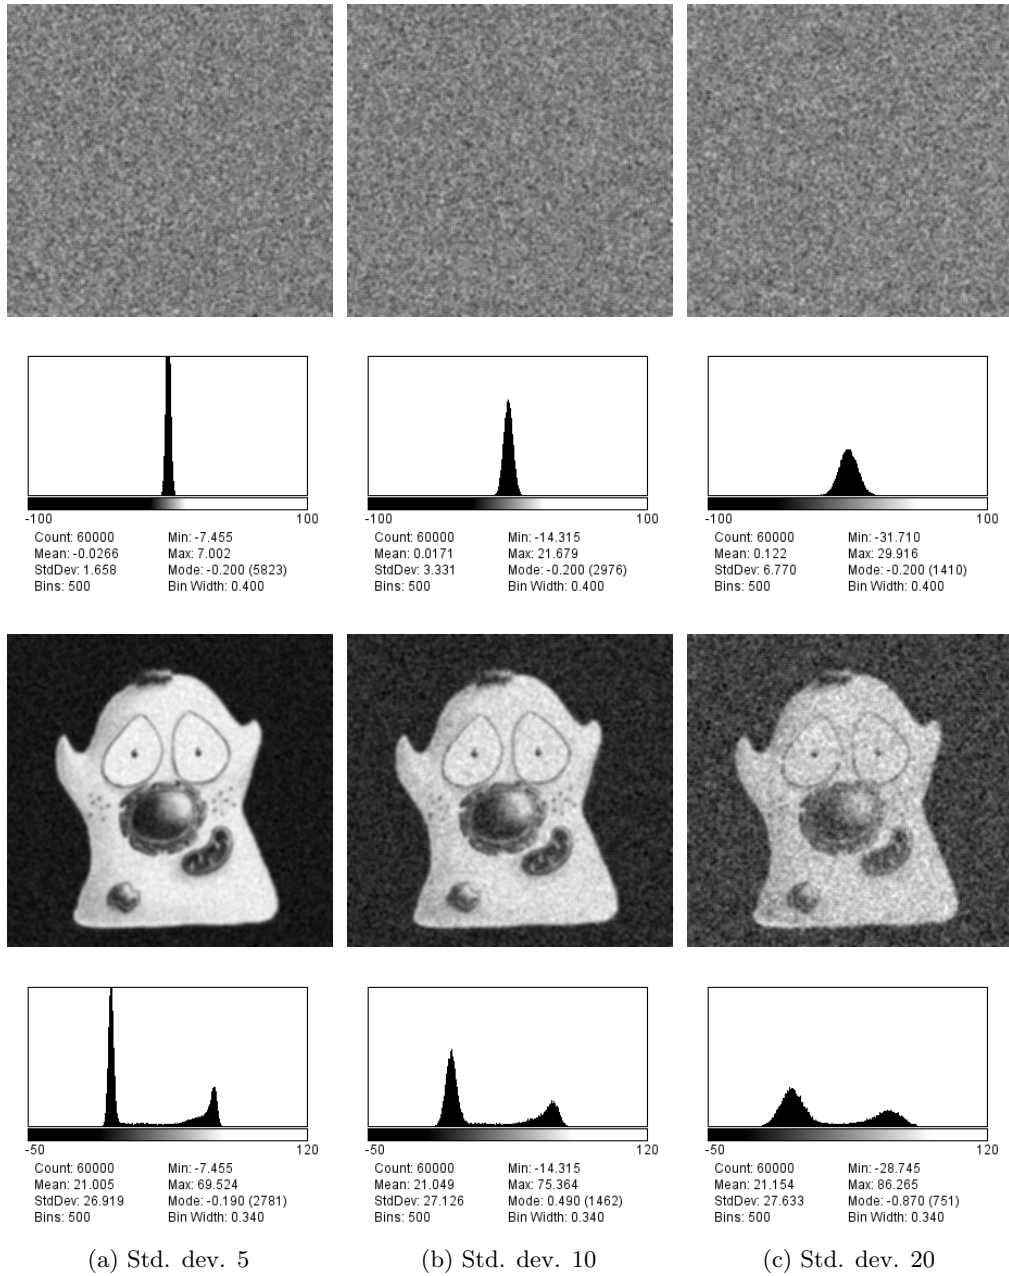 -100 100
Count: 60000 Min: -7.455
Mean: -0.0266 Max: 7.002
StdDev: 1.658 Mode: -0.200 (5823)
Bins: 500 Bin Width: 0.400
-100 100
Count: 60000 Min: -14.315
Mean: 0.0171 Max: 21.679
StdDev: 3.331 Mode: -0.200 (2976)
Bins: 500 Bin Width: 0.400
-100 100
Count: 60000 Min: -31.710
Mean: 0.122 Max: 29.916
StdDev: 6.770 Mode: -0.200 (1410)
Bins: 500 Bin Width: 0.400
-50 120
Count: 60000 Min: -7.455
Mean: 21.005 Max: 69.524
StdDev: 26.919 Mode: -0.190 (2781)
Bins: 500 Bin Width: 0.340
-50 120
Count: 60000 Min: -14.315
Mean: 21.049 Max: 75.364
StdDev: 27.126 Mode: 0.490 (1462)
Bins: 500 Bin Width: 0.340
-50 120
Count: 60000 Min: -28.745
Mean: 21.154 Max: 86.265
StdDev: 27.633 Mode: -0.870 (751)
Bins: 500 Bin Width: 0.340
(a) Std. dev. 5
(b) Std. dev. 10
(c) Std. dev. 20